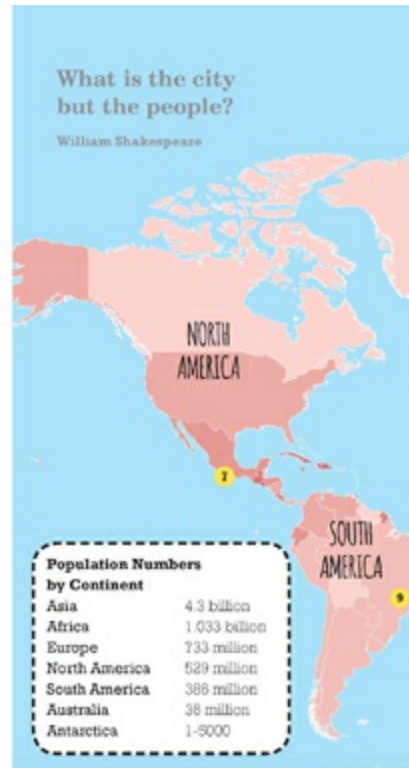 What is the city
but the people?
William Shakespeare
NORTH
AMERICA
7
SOUTH
AMERICA
9
Population Numbers
by Continent
Asia 4.3 billion
Africa 1.033 billion
Europe 733 million
North America 529 million
South America 386 million
Australia 36 million
Antarctica 1-5000